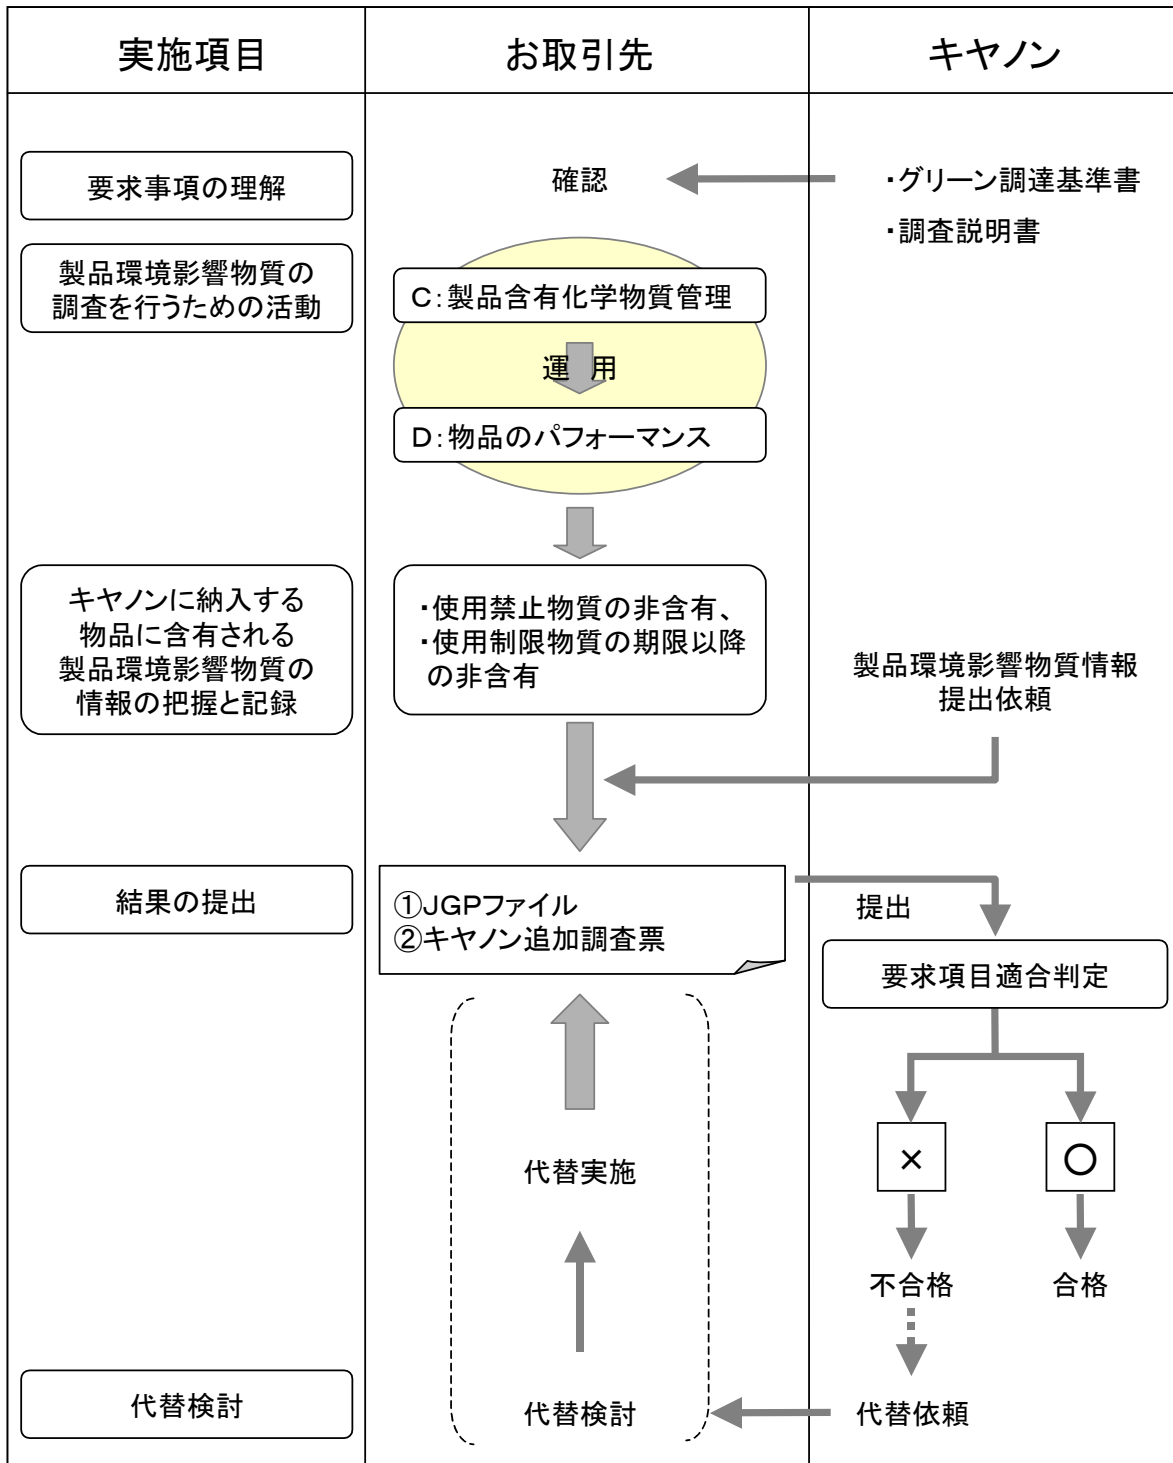 実施項目
お取引先
キヤノン
要求事項の理解
確認
・グリーン調達基準書
・調査説明書
製品環境影響物質の
調査を行うための活動
C:製品含有化学物質管理
運 用
D:物品のパフォーマンス
キヤノンに納入する
物品に含有される
製品環境影響物質の
情報の把握と記録
・使用禁止物質の非含有、
・使用制限物質の期限以降
の非含有
製品環境影響物質情報
提出依頼
結果の提出
①JGPファイル
②キヤノン追加調査票
提出
要求項目適合判定
×
○
代替実施
不合格
合格
代替検討
代替検討
代替依頼